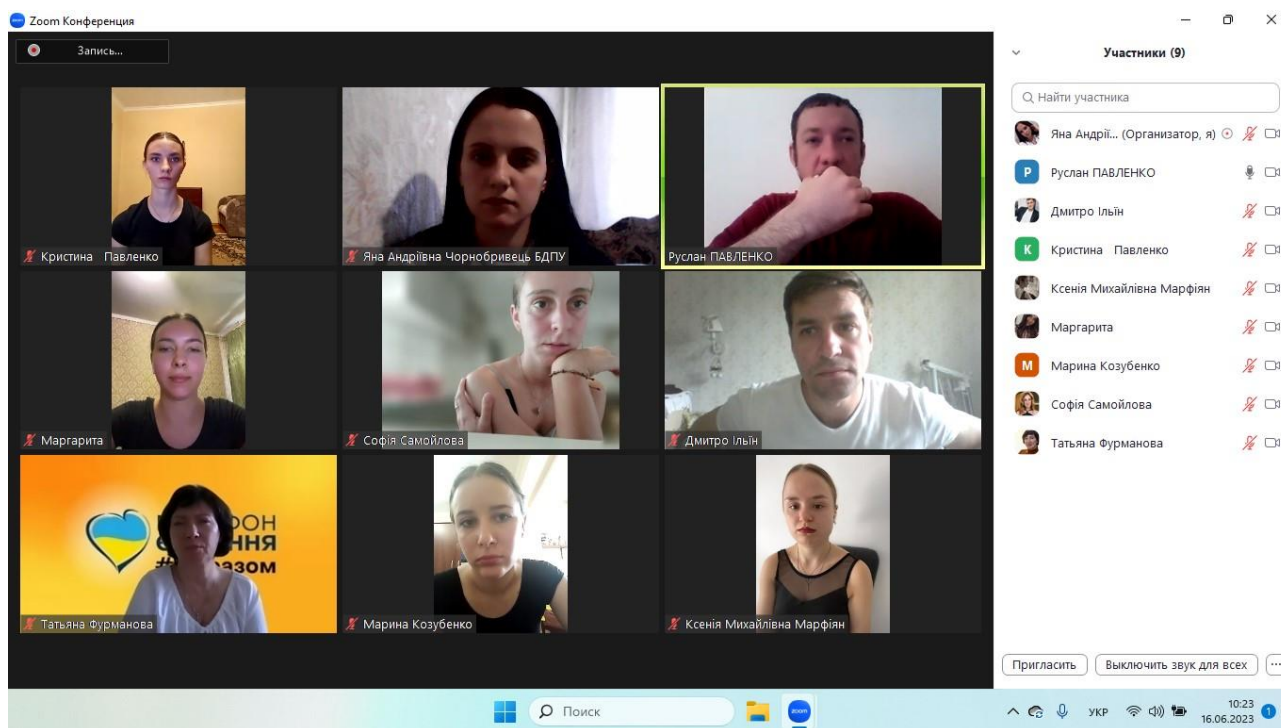 Zoom Конференция
Запись...
Кристина Павленко
Яна Андріївна Чорнобривець БДПУ
Руслан ПАВЛЕНКО
Маргарита
Софія Самойлова
Дмитро Ільїн
ОН
ННЯ
азом
Татьяна Фурманова
Марина Козубенко
Ксенія Михайлівна Марфіян
Участники (9)
Найти участника
Яна Андрії... (Организатор, я)
Р Руслан ПАВЛЕНКО
Дмитро Ільїн
К Кристина Павленко
Ксенія Михайлівна Марфіян
Маргарита
М Марина Козубенко
Софія Самойлова
Татьяна Фурманова
Пригласить
Выключить звук для всех
...
Поиск
zoom
УКР
10:23
16.06.2023
1